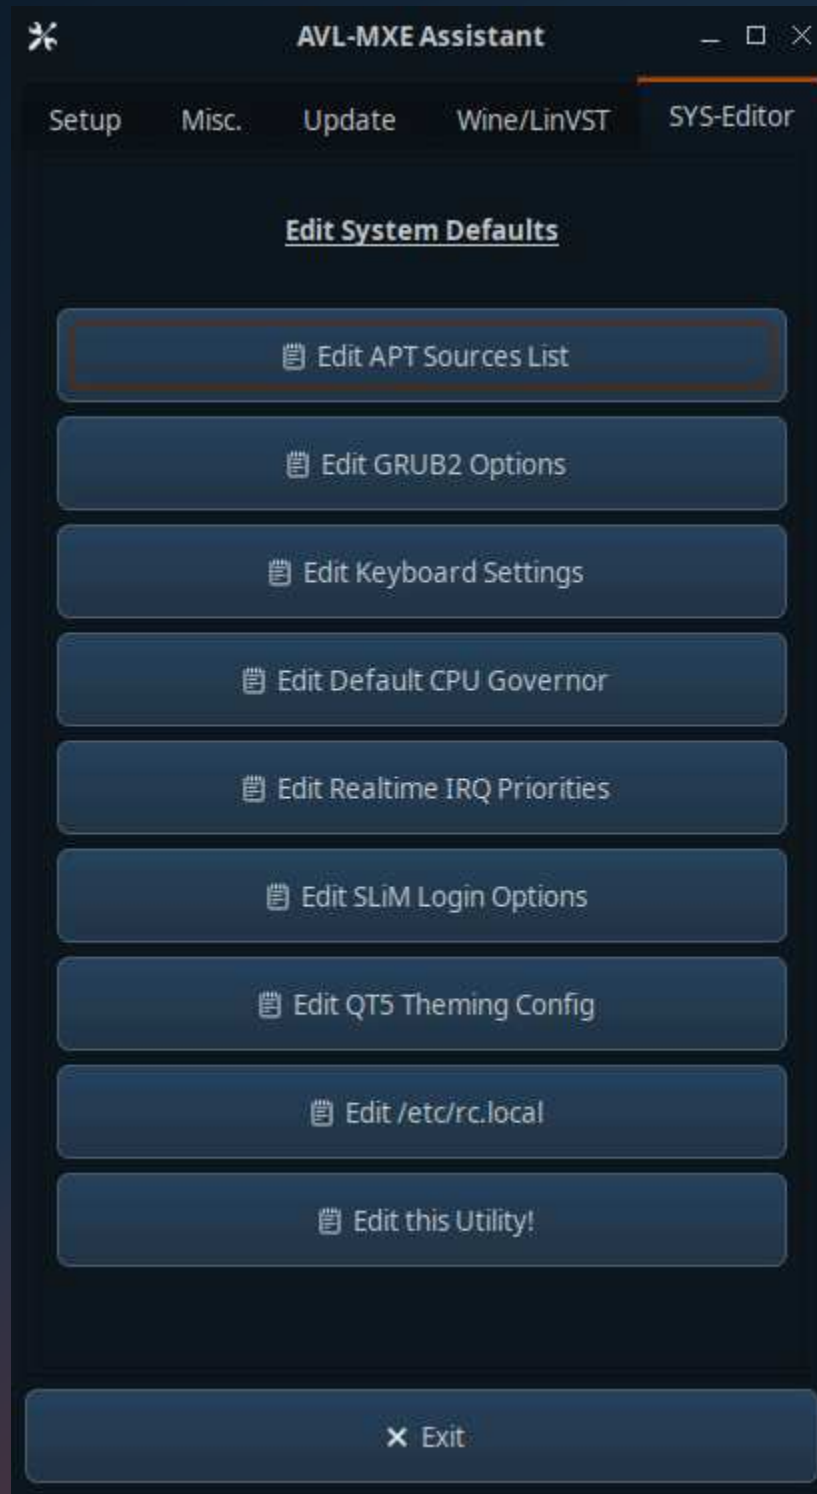 AVL-MXE Assistant
Setup Misc. Update Wine/LinVST SYS-Editor
Edit System Defaults
Edit APT Sources List
Edit GRUB2 Options
Edit Keyboard Settings
Edit Default CPU Governor
Edit Realtime IRQ Priorities
Edit SLiM Login Options
Edit QT5 Theming Config
Edit /etc/rc.local
Edit this Utility!
Exit